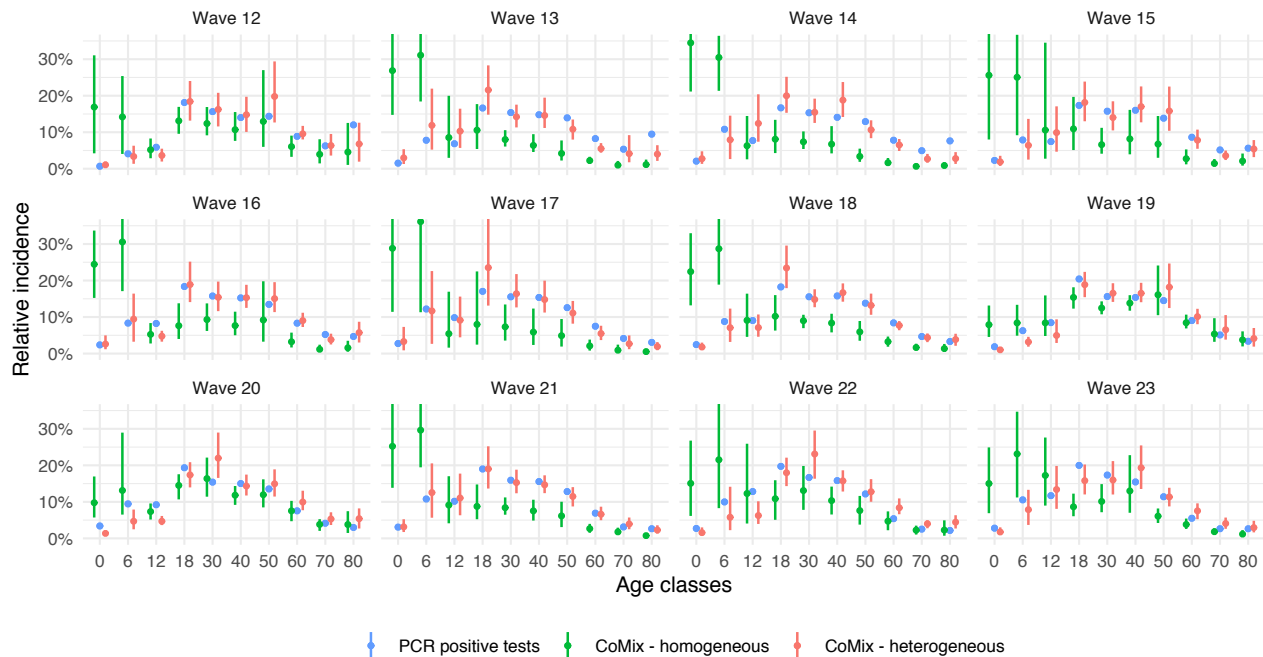 Wave 12 Wave 13 Wave 14 Wave 15
30%
20%
10%
0%
Wave 16 Wave 17 Wave 18 Wave 19
30%
20%
10%
0%
Wave 20 Wave 21 Wave 22 Wave 23
30%
20%
10%
0%
Relative incidence
0 6 12 18 30 40 50 60 70 80 0 6 12 18 30 40 50 60 70 80 0 6 12 18 30 40 50 60 70 80 0 6 12 18 30 40 50 60 70 80
Age classes
PCR positive tests CoMix - homogeneous CoMix - heterogeneous